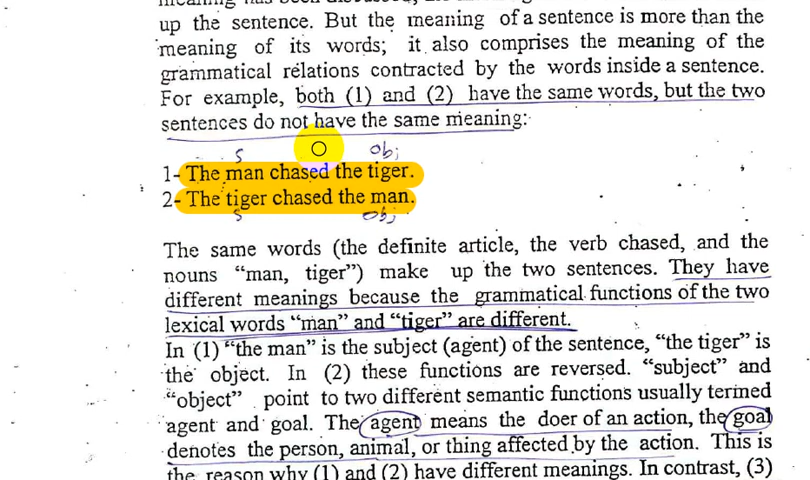 up the sentence. But the meaning of a sentence is more than the
meaning of its words; it also comprises the meaning of the
grammatical relations contracted by the words inside a sentence.
For example, both (1) and (2) have the same words, but the two
sentences do not have the same meaning:
S obj
1- The man chased the tiger.
2- The tiger chased the man.
S obj
The same words (the definite article, the verb chased, and the
nouns “man, tiger”) make up the two sentences. They have
different meanings because the grammatical functions of the two
lexical words “man” and “tiger” are different.
In (1) “the man” is the subject (agent) of the sentence, “the tiger” is
the object. In (2) these functions are reversed. “subject” and
“object” point to two different semantic functions usually termed
agent and goal. The agent means the doer of an action, the goal
denotes the person, animal, or thing affected by the action. This is
the reason why (1) and (2) have different meanings. In contrast, (3)